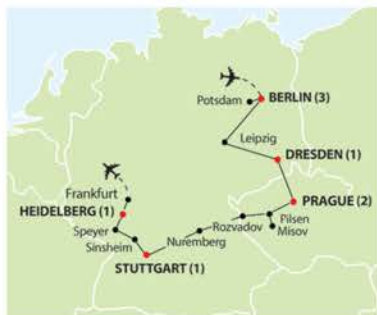 BERLIN (3)
Potsdam
Leipzig
DRESDEN (1)
Frankfurt
PRAGUE (2)
HEIDELBERG (1)
Pilsen
Speyer
Rozvadov
Misov
Nuremberg
Sinsheim
STUTTGART (1)